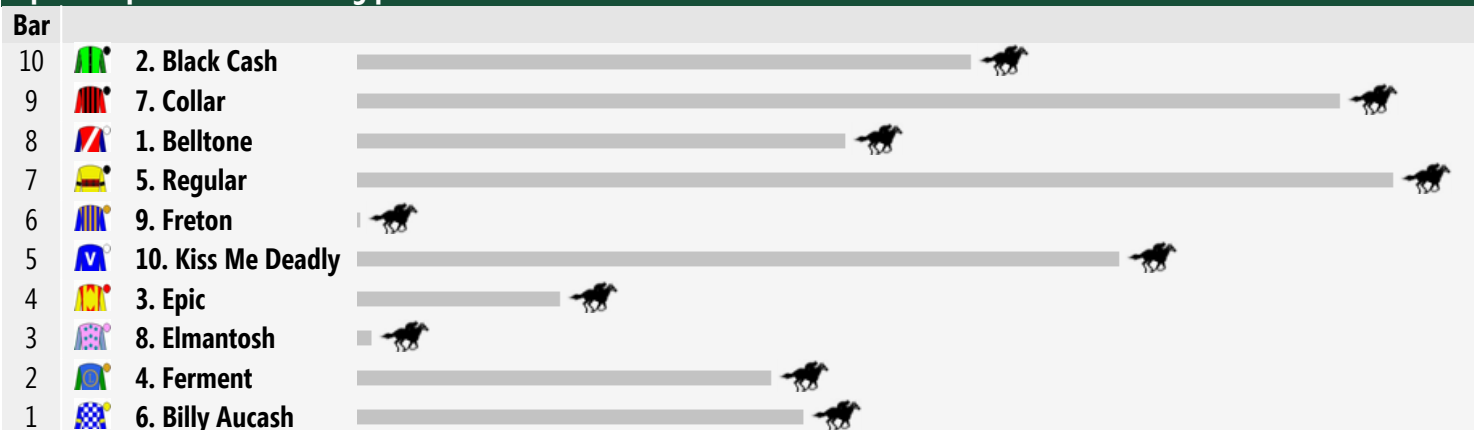 Bar
10 2. Black Cash
9 7. Collar
8 1. Belltone
7 5. Regular
6 9. Freton
5 V 10. Kiss Me Deadly
4 3. Epic
3 8. Elmantosh
2 1 4. Ferment
1 6. Billy Aucash